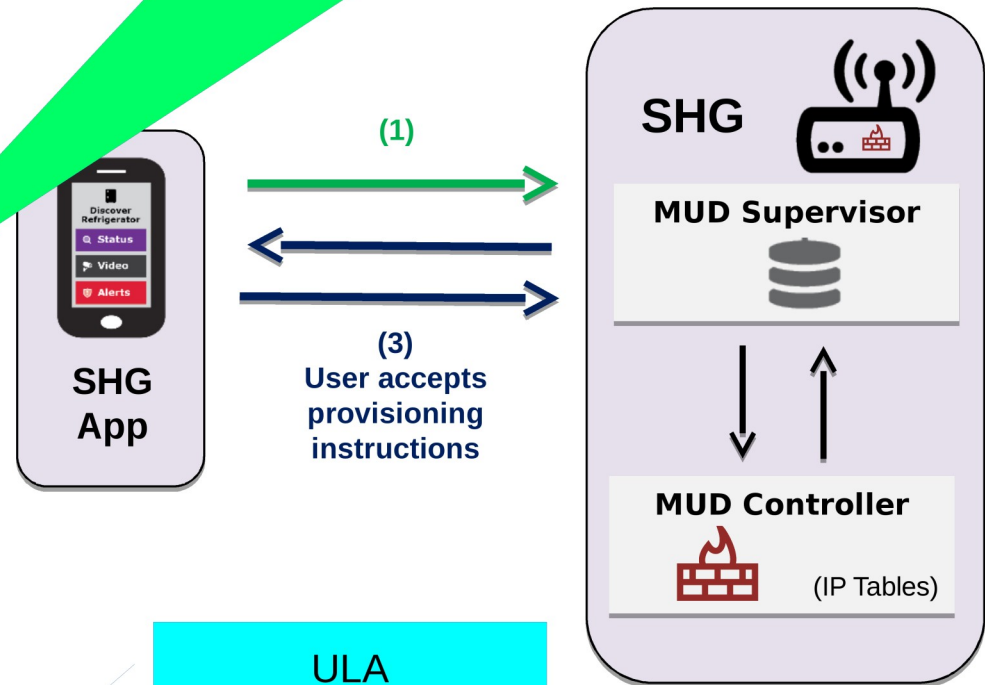 (1)
SHG
Discover
Refrigerator
Status
Video
Alerts
MUD Supervisor
SHG
App
(3)
User accepts
provisioning
instructions
MUD Controller
(IP Tables)
ULA